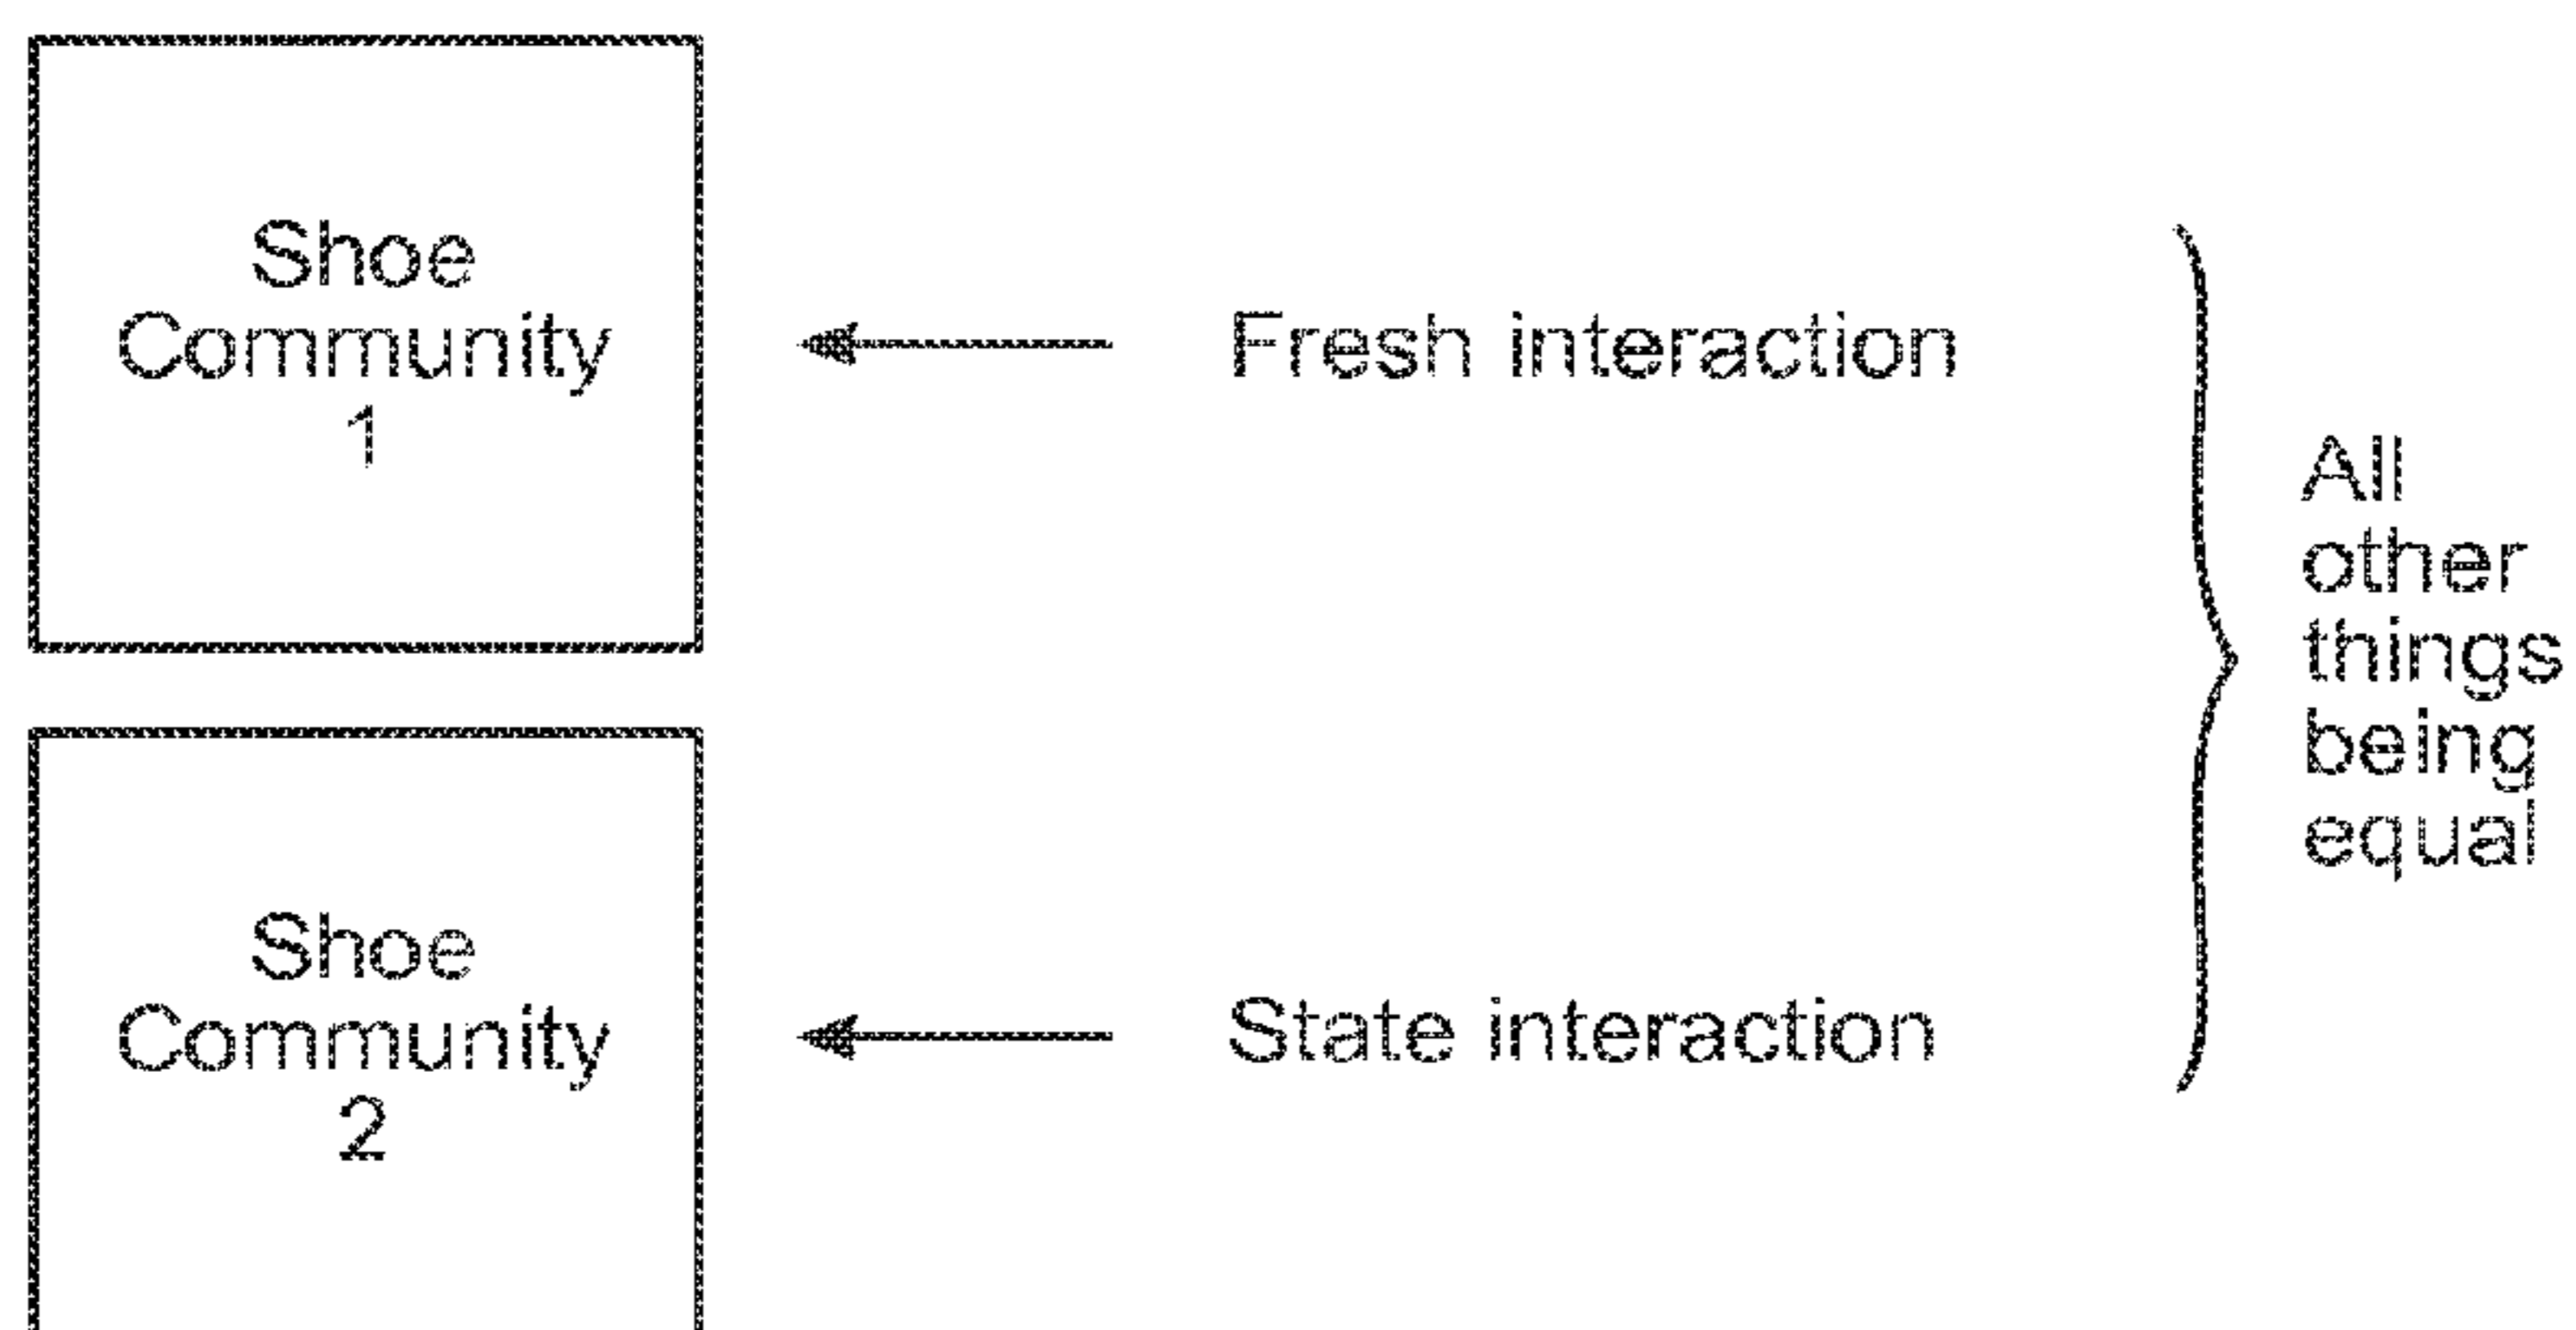 Shoe
Community
1
Fresh interaction
All
other
things
being
equal
Shoe
Community
2
State interaction